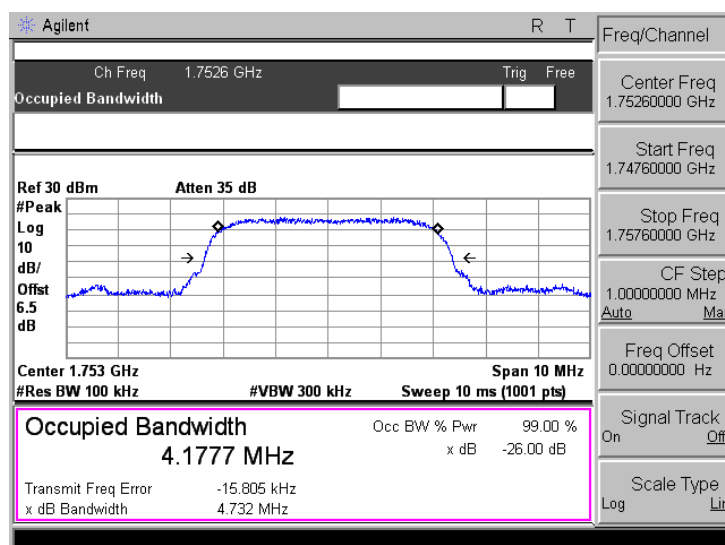 Agilent R T
Freq/Channel
Ch Freq 1.7526 GHz Trig Free
Occupied Bandwidth
Center Freq
1.75260000 GHz
Start Freq
1.74760000 GHz
Ref 30 dBm Atten 35 dB
#Peak
Log
10
dB/
Offst
6.5
dB
Stop Freq
1.75760000 GHz
CF Step
1.00000000 MHz
Auto Ma
Freq Offset
0.00000000 Hz
Center 1.753 GHz Span 10 MHz
#Res BW 100 kHz #VBW 300 kHz Sweep 10 ms (1001 pts)
Signal Track
On Off
Occupied Bandwidth Occ BW % Pwr 99.00 %
4.1777 MHz x dB -26.00 dB
Transmit Freq Error -15.805 kHz
x dB Bandwidth 4.732 MHz
Scale Type
Log Lin